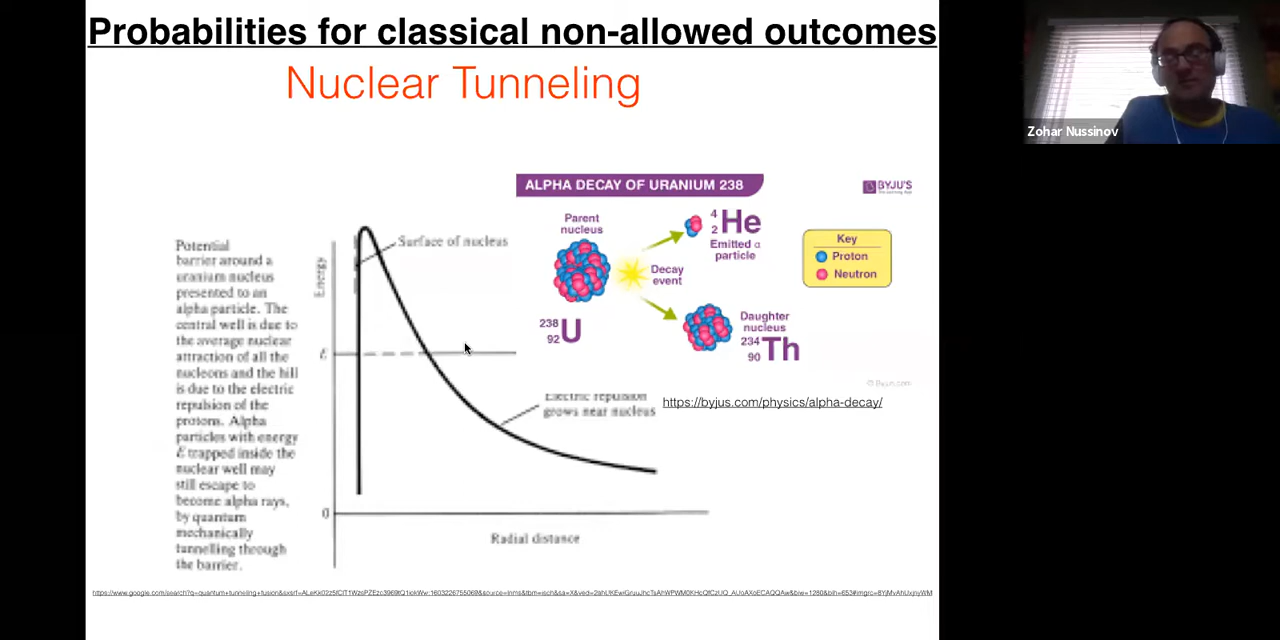 Probabilities for classical non-allowed outcomes
Nuclear Tunneling
Zohar Nussinov
ALPHA DECAY OF URANIUM 238
BYJU'S
Parent
nucleus
4
2
He
Emitted α
particle
Decay
event
Key
Proton
Neutron
238
92
U
Daughter
nucleus
234
90
Th
© Byjus.com
https://byjus.com/physics/alpha-decay/
Potential
barrier around a
uranium nucleus
presented to an
alpha particle. The
central well is due to
the average nuclear
attraction of all the
nucleons and the hill
is due to the electric
repulsion of the
protons. Alpha
particles with energy
E trapped inside the
nuclear well may
still escape to
become alpha rays,
by quantum
mechanically
tunnelling through
the barrier.
Energy
Surface of nucleus
E
Electric repulsion
grows near nucleus
0
Radial distance